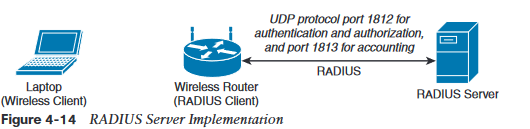 UDP protocol port 1812 for
authentication and authorization,
and port 1813 for accounting
RADIUS
Laptop
(Wireless Client)
Wireless Router
(RADIUS Client)
RADIUS Server
Figure 4-14 RADIUS Server Implementation